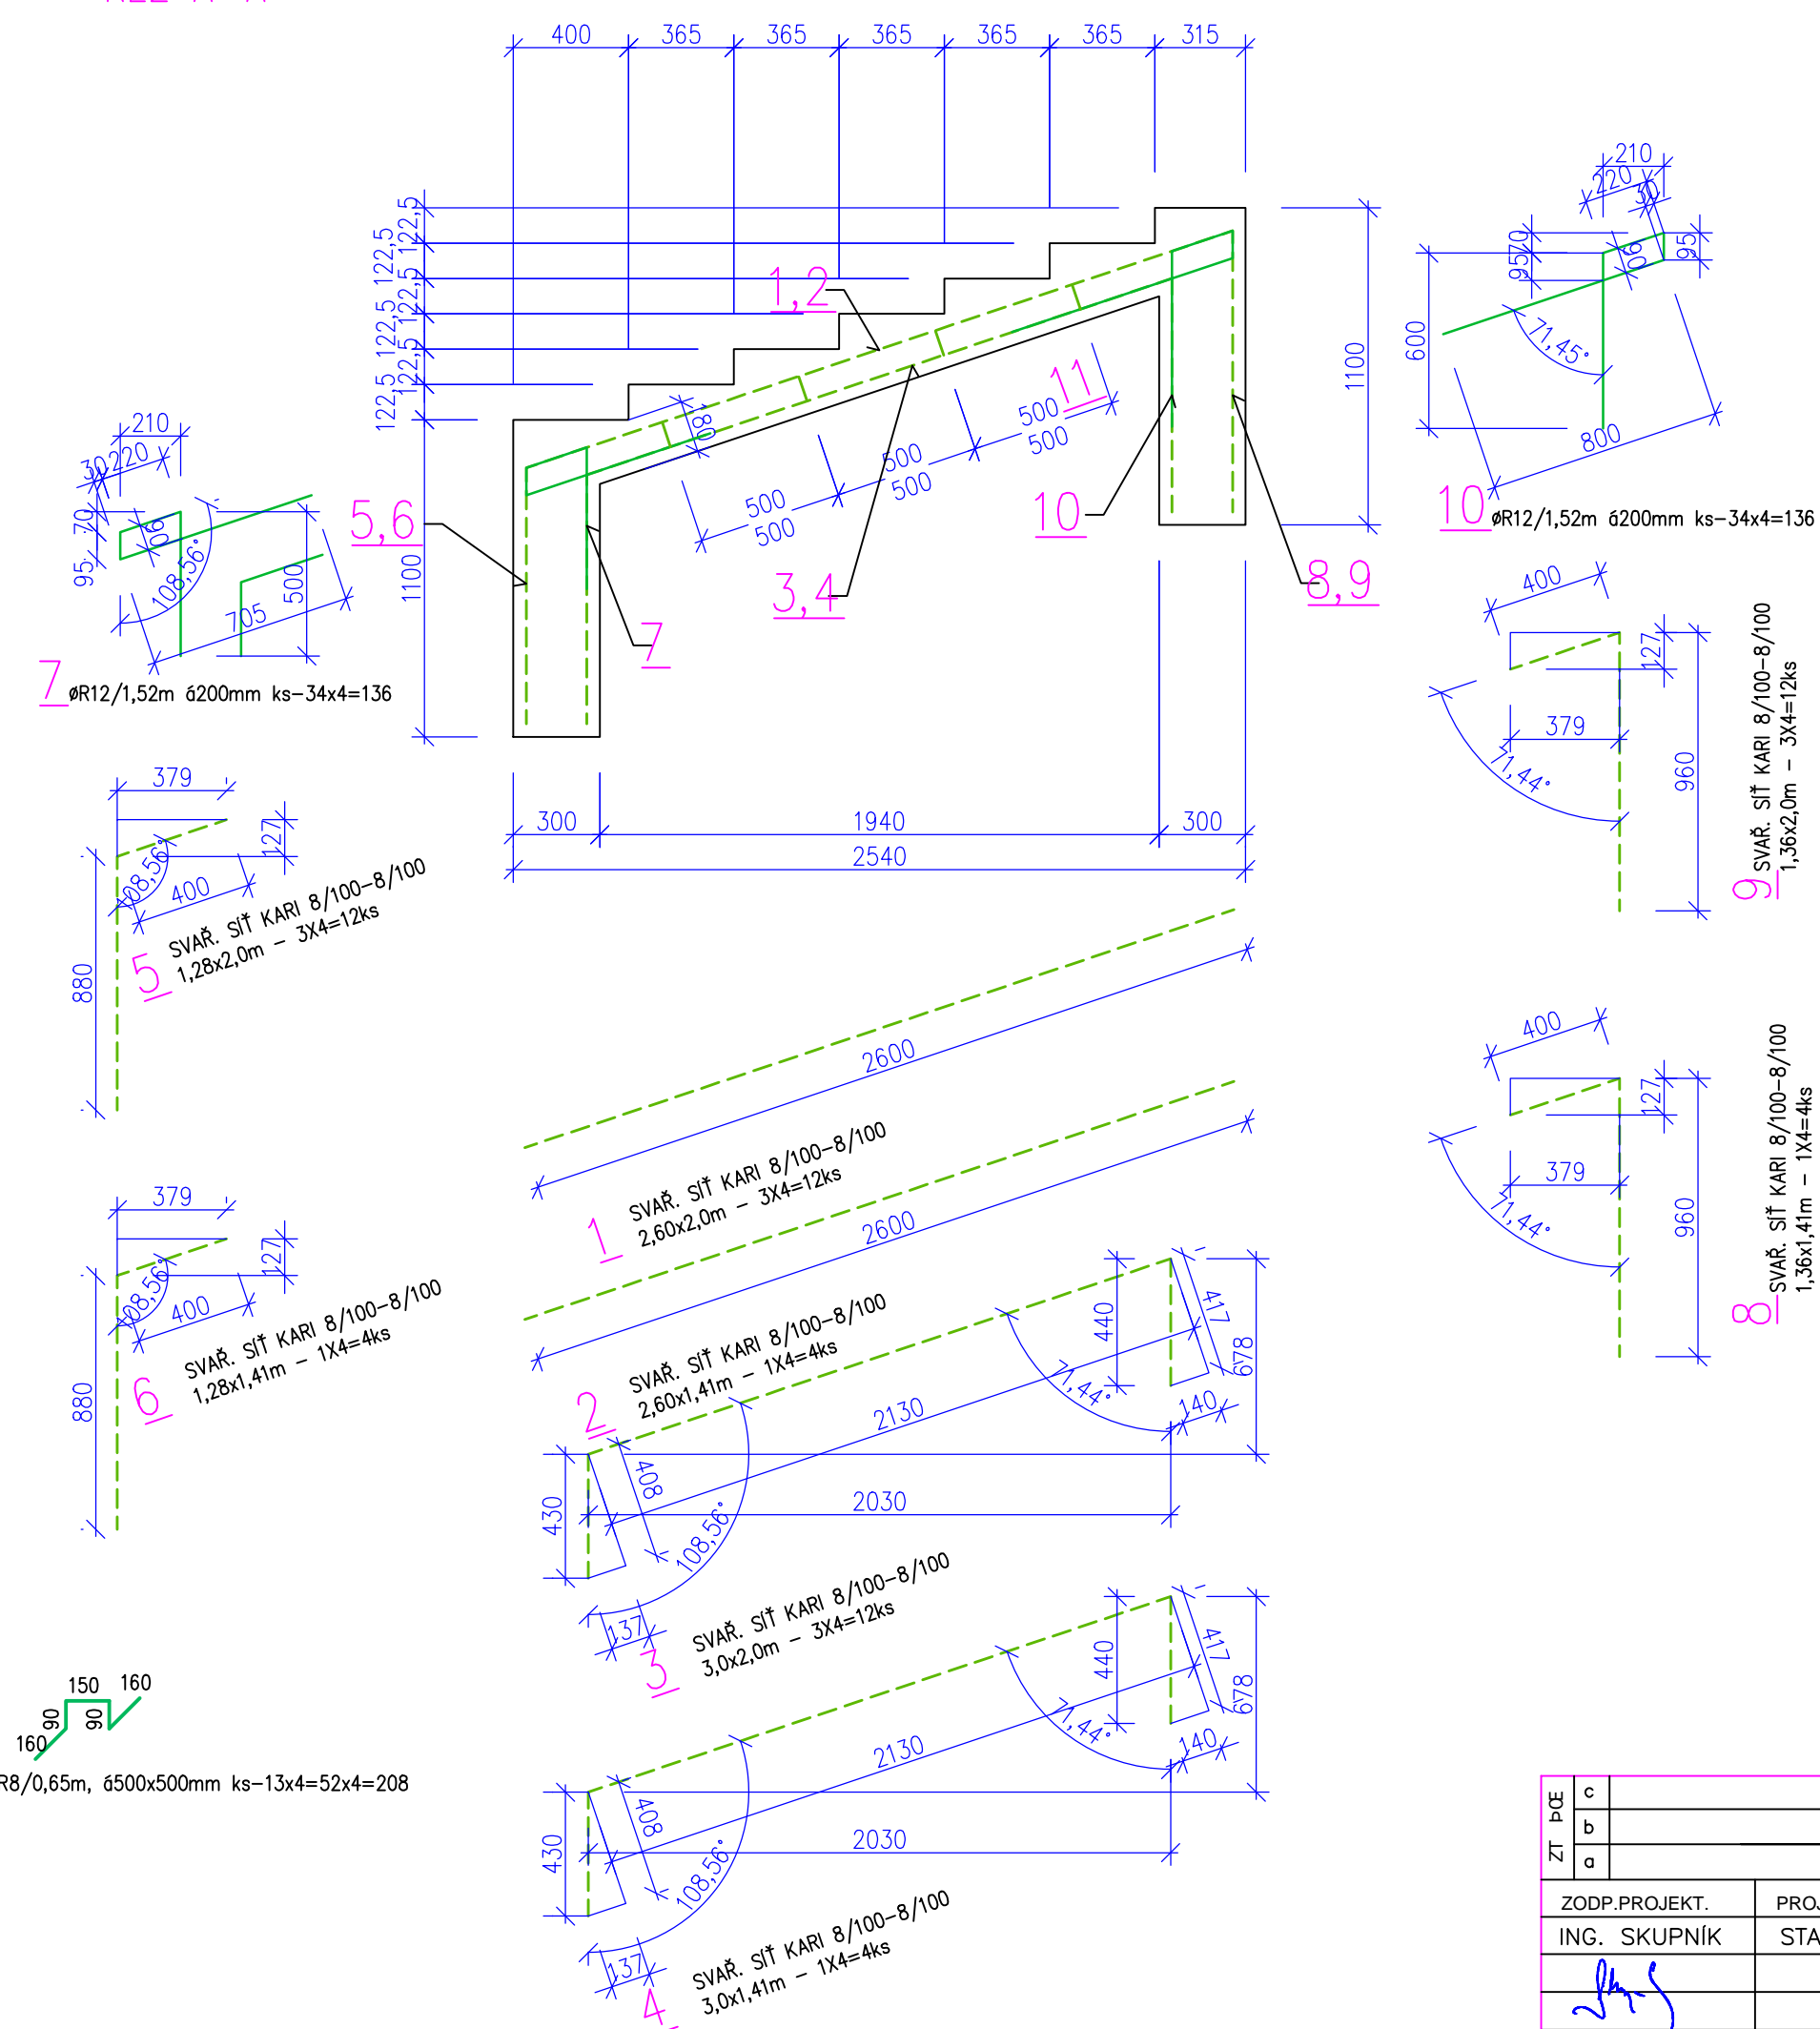 400 365 365 365 365 365 315
122,5
122,5
122,5
122,5
122,5
122,5
1100
1,2
180
11
500 500 500
500 500 500
5,6
7
3,4
10
8,9
1100
300 1940 300
2540
210
30 220
70
95
90
108,56°
500
705
7 øR12/1,52m á200mm ks-34x4=136
210
220
30
70
95
90
95
600
71,45°
800
10 øR12/1,52m á200mm ks-34x4=136
400
127
379
71,44°
960
9 SVAŘ. SÍŤ KARI 8/100-8/100
1,36x2,0m - 3X4=12ks
379
127
108,56°
400
880
5 SVAŘ. SÍŤ KARI 8/100-8/100
1,28x2,0m - 3X4=12ks
2600
1 SVAŘ. SÍŤ KARI 8/100-8/100
2,60x2,0m - 3X4=12ks
400
127
379
71,44°
960
8 SVAŘ. SÍŤ KARI 8/100-8/100
1,36x1,41m - 1X4=4ks
379
127
108,56°
400
880
6 SVAŘ. SÍŤ KARI 8/100-8/100
1,28x1,41m - 1X4=4ks
2600
2 SVAŘ. SÍŤ KARI 8/100-8/100
2,60x1,41m - 1X4=4ks
440
417
678
71,44°
140
2130
408
430
2030
108,56°
137
3 SVAŘ. SÍŤ KARI 8/100-8/100
3,0x2,0m - 3X4=12ks
440
417
678
71,44°
140
2130
408
430
2030
108,56°
137
4 SVAŘ. SÍŤ KARI 8/100-8/100
3,0x1,41m - 1X4=4ks
150 160
90 90
160
R8/0,65m, á500x500mm ks-13x4=52x4=208
c
b
a
ZODP.PROJEKT. PROJ
ING. SKUPNÍK STA